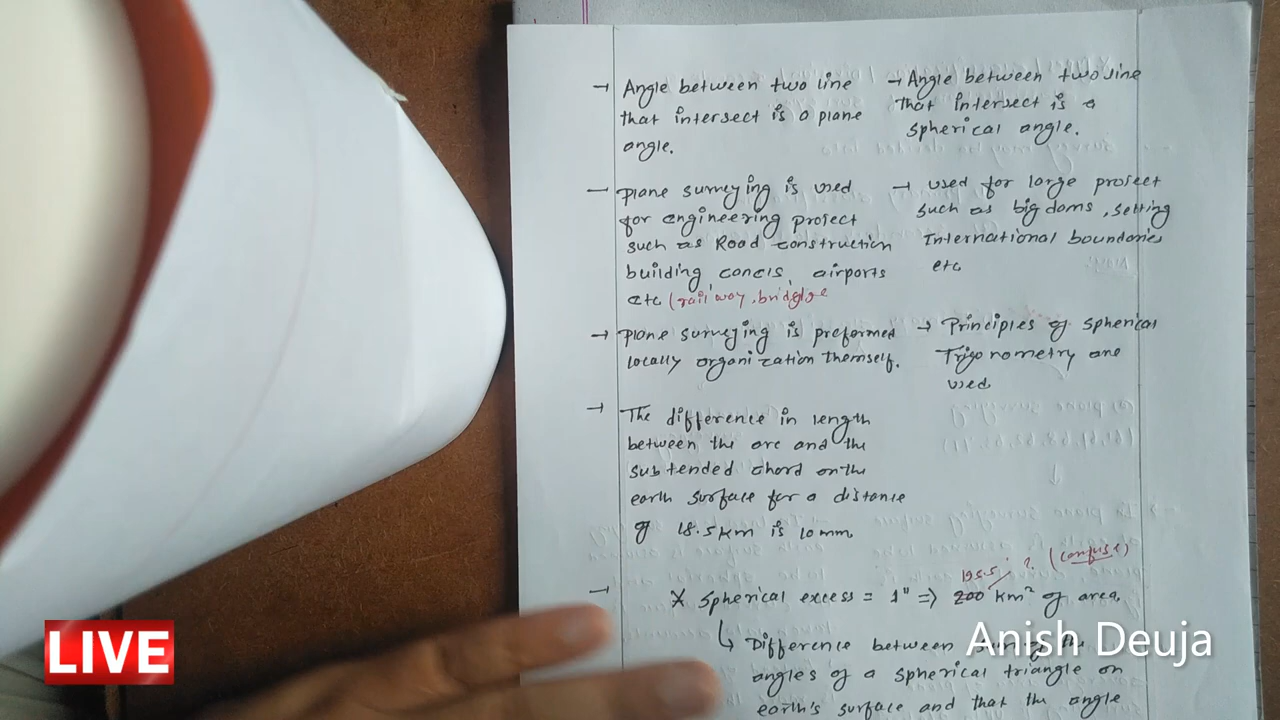 → Angle between two line
that intersect is a plane
angle.
→ Angle between two line
that intersect is a
spherical angle.
→ plane surveying is used
for engineering project
such as Road construction
building, canals, airports
etc (railway, bridge
→ used for large project
such as big dams, setting
International boundaries
etc
→ plane surveying is preformed
locally organization themself.
→ Principles of spherical
Trigonometry are
used.
→ The difference in length
between the arc and the
subtended chord on the
earth surface for a distance
of 18.5km is 10mm
195.5 ? (confuse)
→ * Spherical excess = 1" => 200 km² of area,
↳ Difference between the
angles of a spherical triangle on
earth's surface and that the angle
LIVE
Anish Deuja